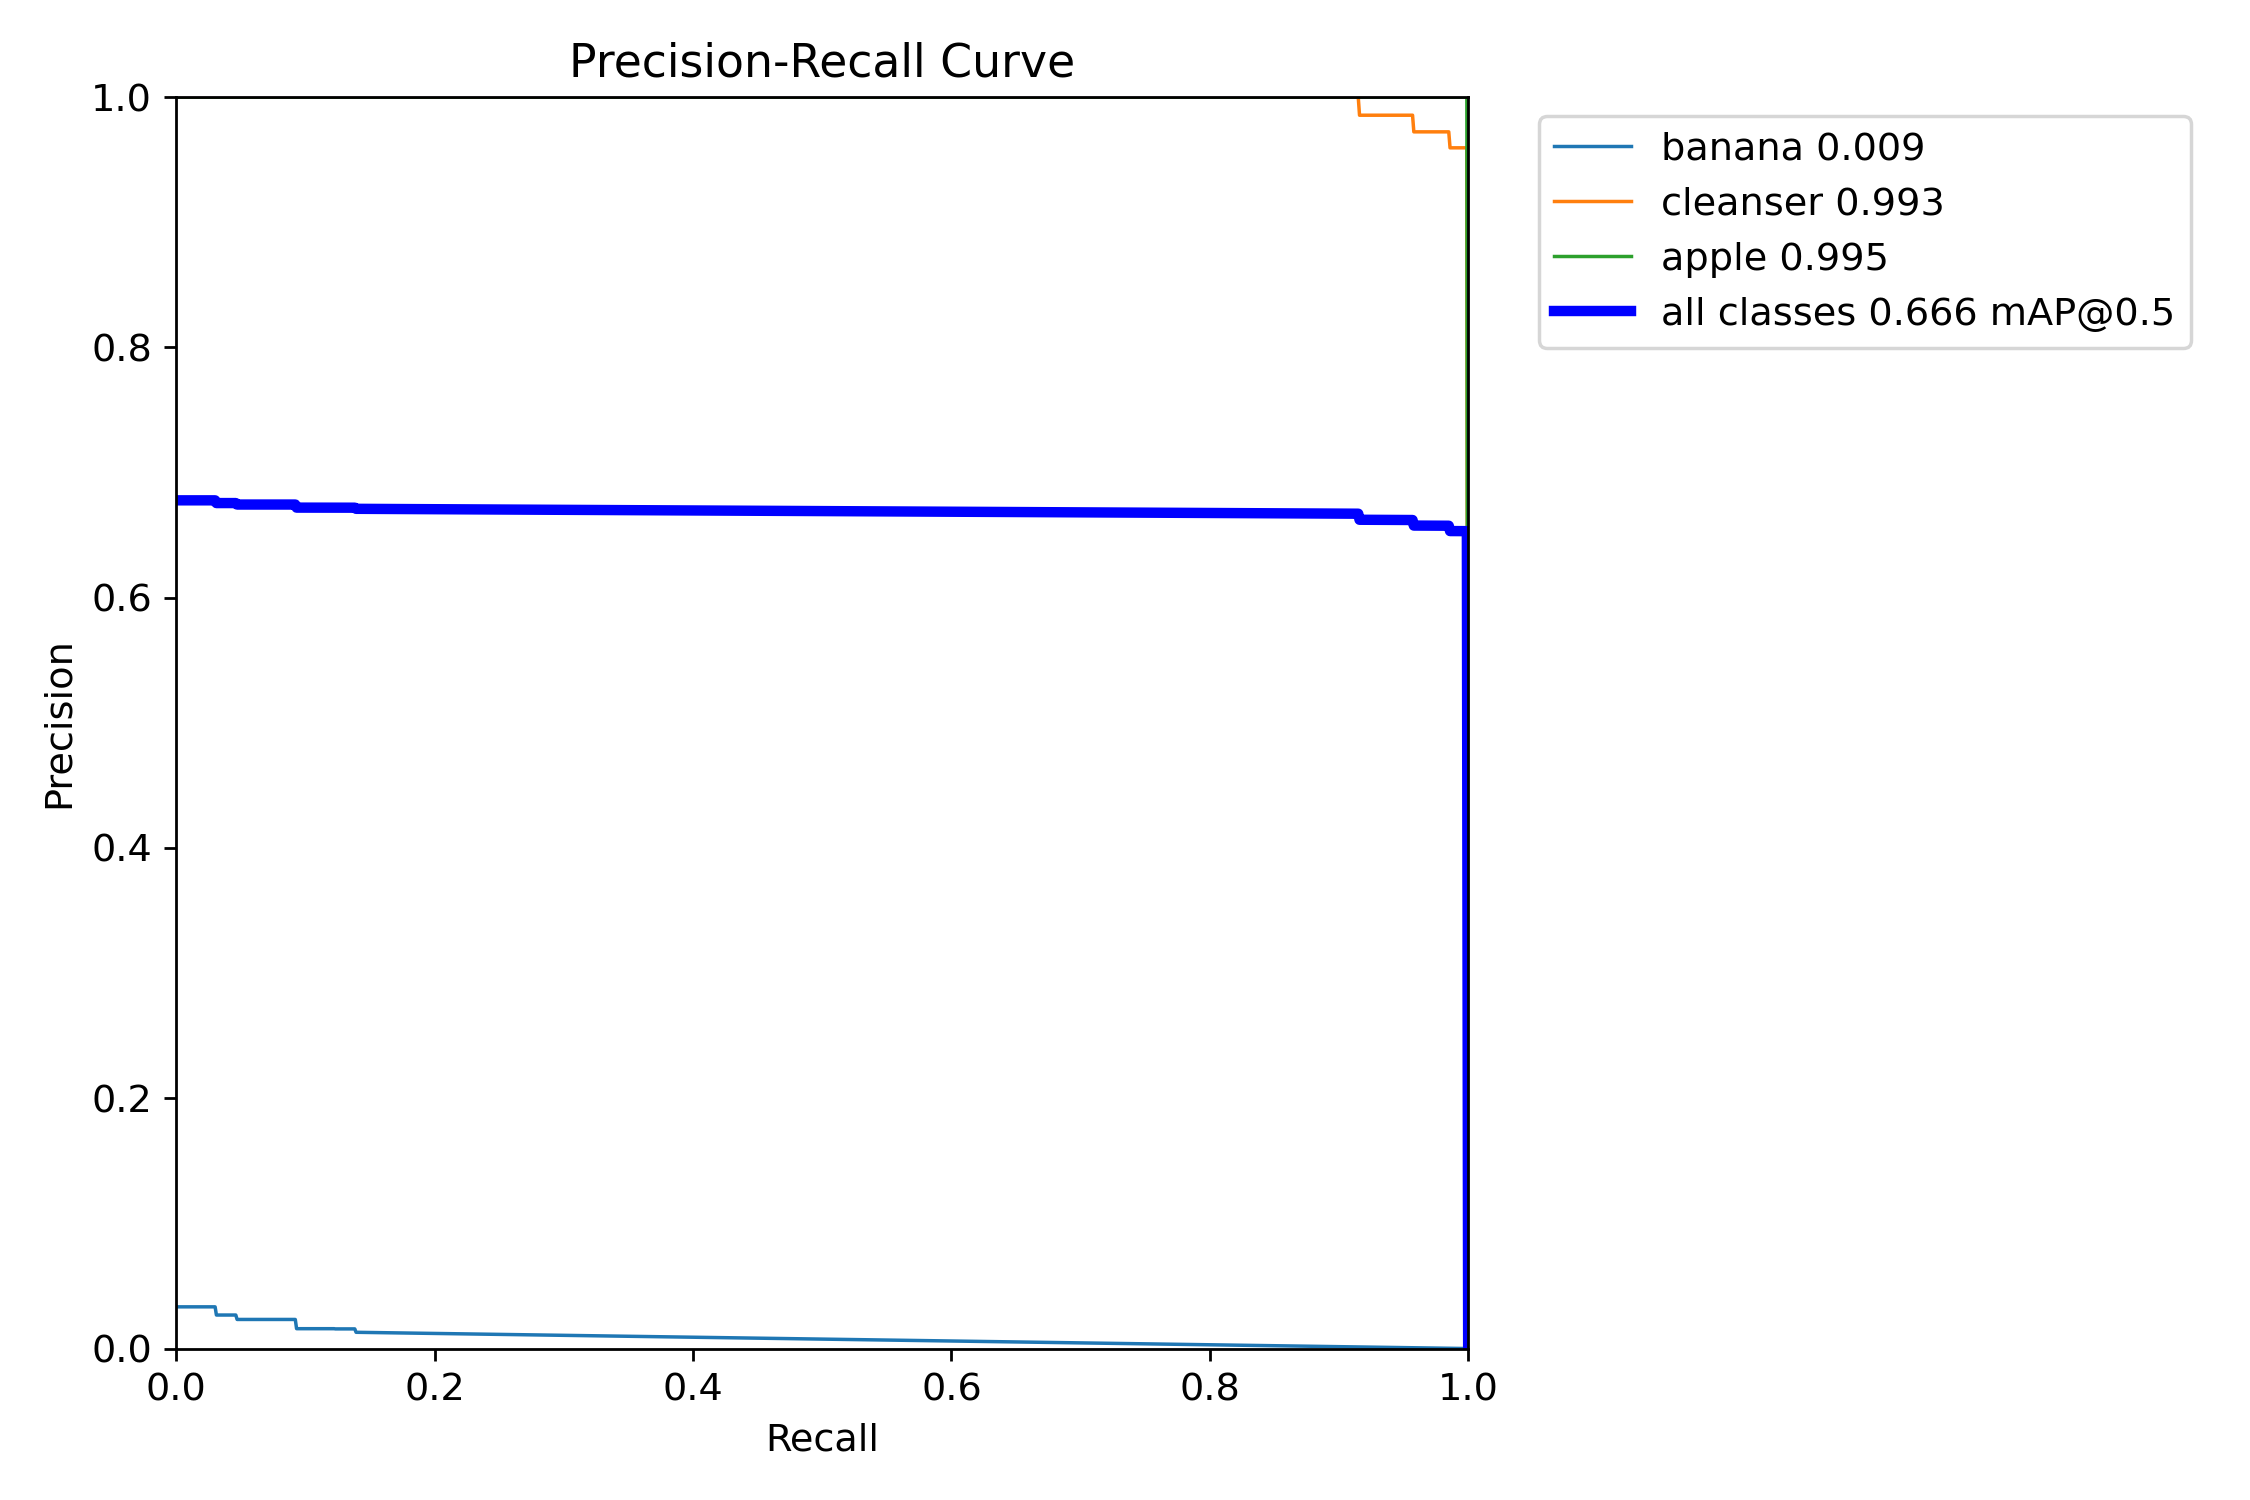 Precision-Recall Curve
1.0
0.8
0.6
0.4
0.2
0.0
Precision
0.0 0.2 0.4 0.6 0.8 1.0
Recall
banana 0.009
cleanser 0.993
apple 0.995
all classes 0.666 mAP@0.5